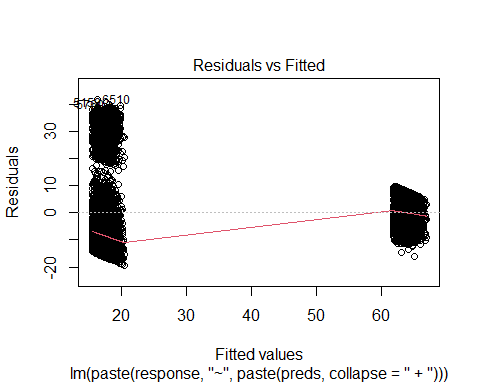 Residuals vs Fitted
6510
30
10
0
-20
Residuals
20
30
40
50
60
Fitted values
lm(paste(response, "~", paste(preds, collapse = " + ")))